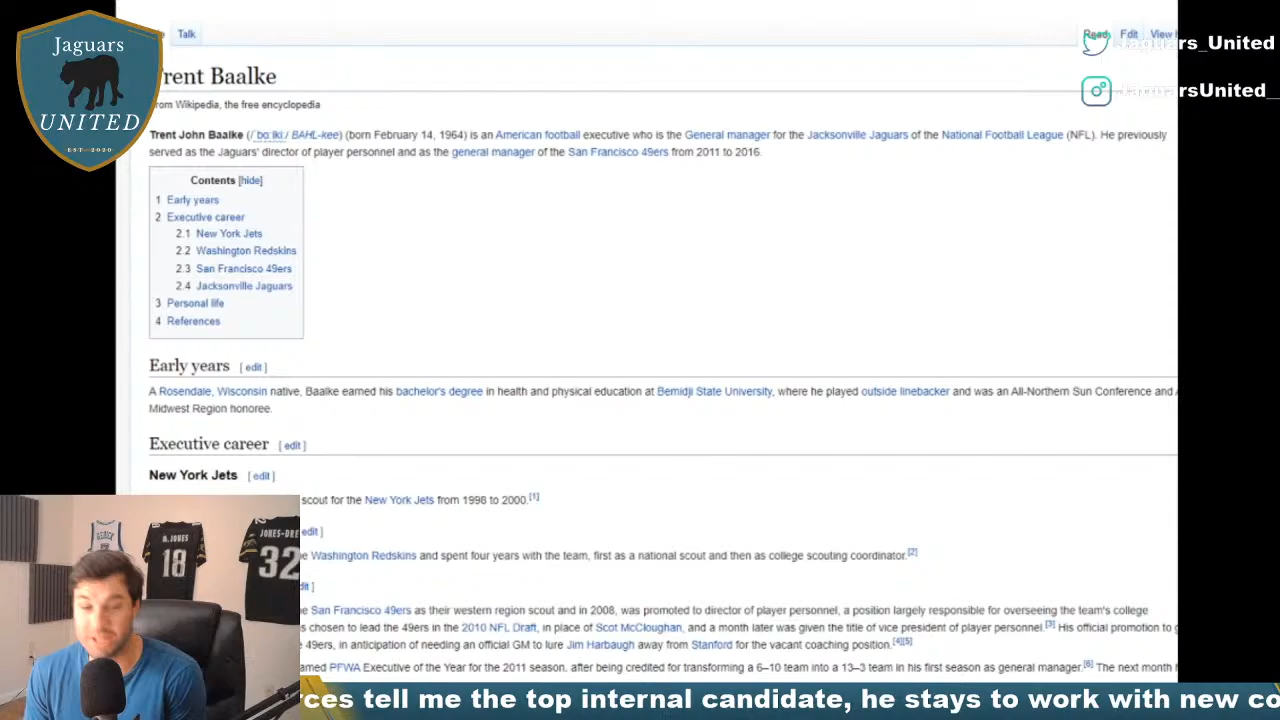 Jaguars
UNITED
EST-2020
Talk
Read Edit View
Jaguars_United
JaguarsUnited_
Trent Baalke
From Wikipedia, the free encyclopedia
Trent John Baalke (/ˈbɑːlki/ BAHL-kee) (born February 14, 1964) is an American football executive who is the General manager for the Jacksonville Jaguars of the National Football League (NFL). He previously
served as the Jaguars' director of player personnel and as the general manager of the San Francisco 49ers from 2011 to 2016.
Contents [hide]
1 Early years
2 Executive career
2.1 New York Jets
2.2 Washington Redskins
2.3 San Francisco 49ers
2.4 Jacksonville Jaguars
3 Personal life
4 References
Early years [ edit ]
A Rosendale, Wisconsin native, Baalke earned his bachelor's degree in health and physical education at Bemidji State University, where he played outside linebacker and was an All-Northern Sun Conference and
Midwest Region honoree.
Executive career [ edit ]
New York Jets [ edit ]
scout for the New York Jets from 1998 to 2000.[1]
edit ]
Washington Redskins and spent four years with the team, first as a national scout and then as college scouting coordinator.[2]
San Francisco 49ers as their western region scout and in 2008, was promoted to director of player personnel, a position largely responsible for overseeing the team's college
chosen to lead the 49ers in the 2010 NFL Draft, in place of Scot McCloughan, and a month later was given the title of vice president of player personnel.[3] His official promotion to
49ers, in anticipation of needing an official GM to lure Jim Harbaugh away from Stanford for the vacant coaching position.[4][5]
amed PFWA Executive of the Year for the 2011 season, after being credited for transforming a 6–10 team into a 13–3 team in his first season as general manager.[6] The next month
REDICK
M.JONES
18
JONES-DRE
32
rces tell me the top internal candidate, he stays to work with new co